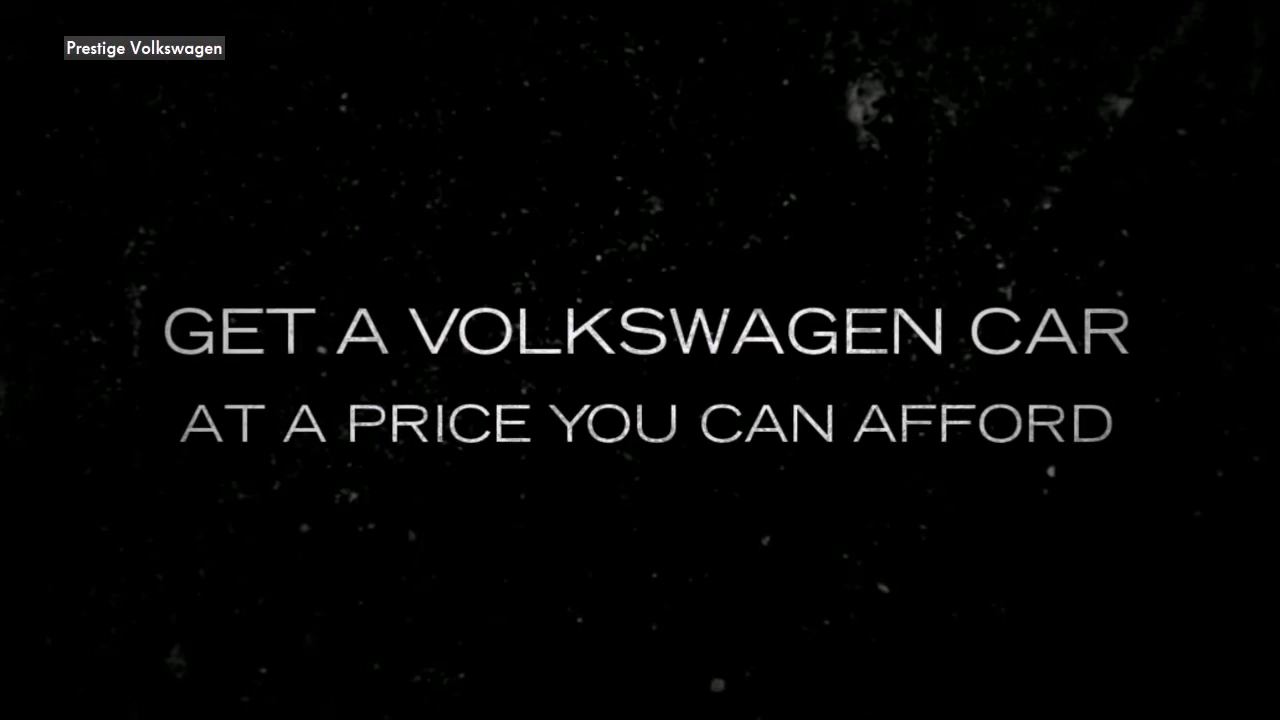 Prestige Volkswagen
GET A VOLKSWAGEN CAR
AT A PRICE YOU CAN AFFORD